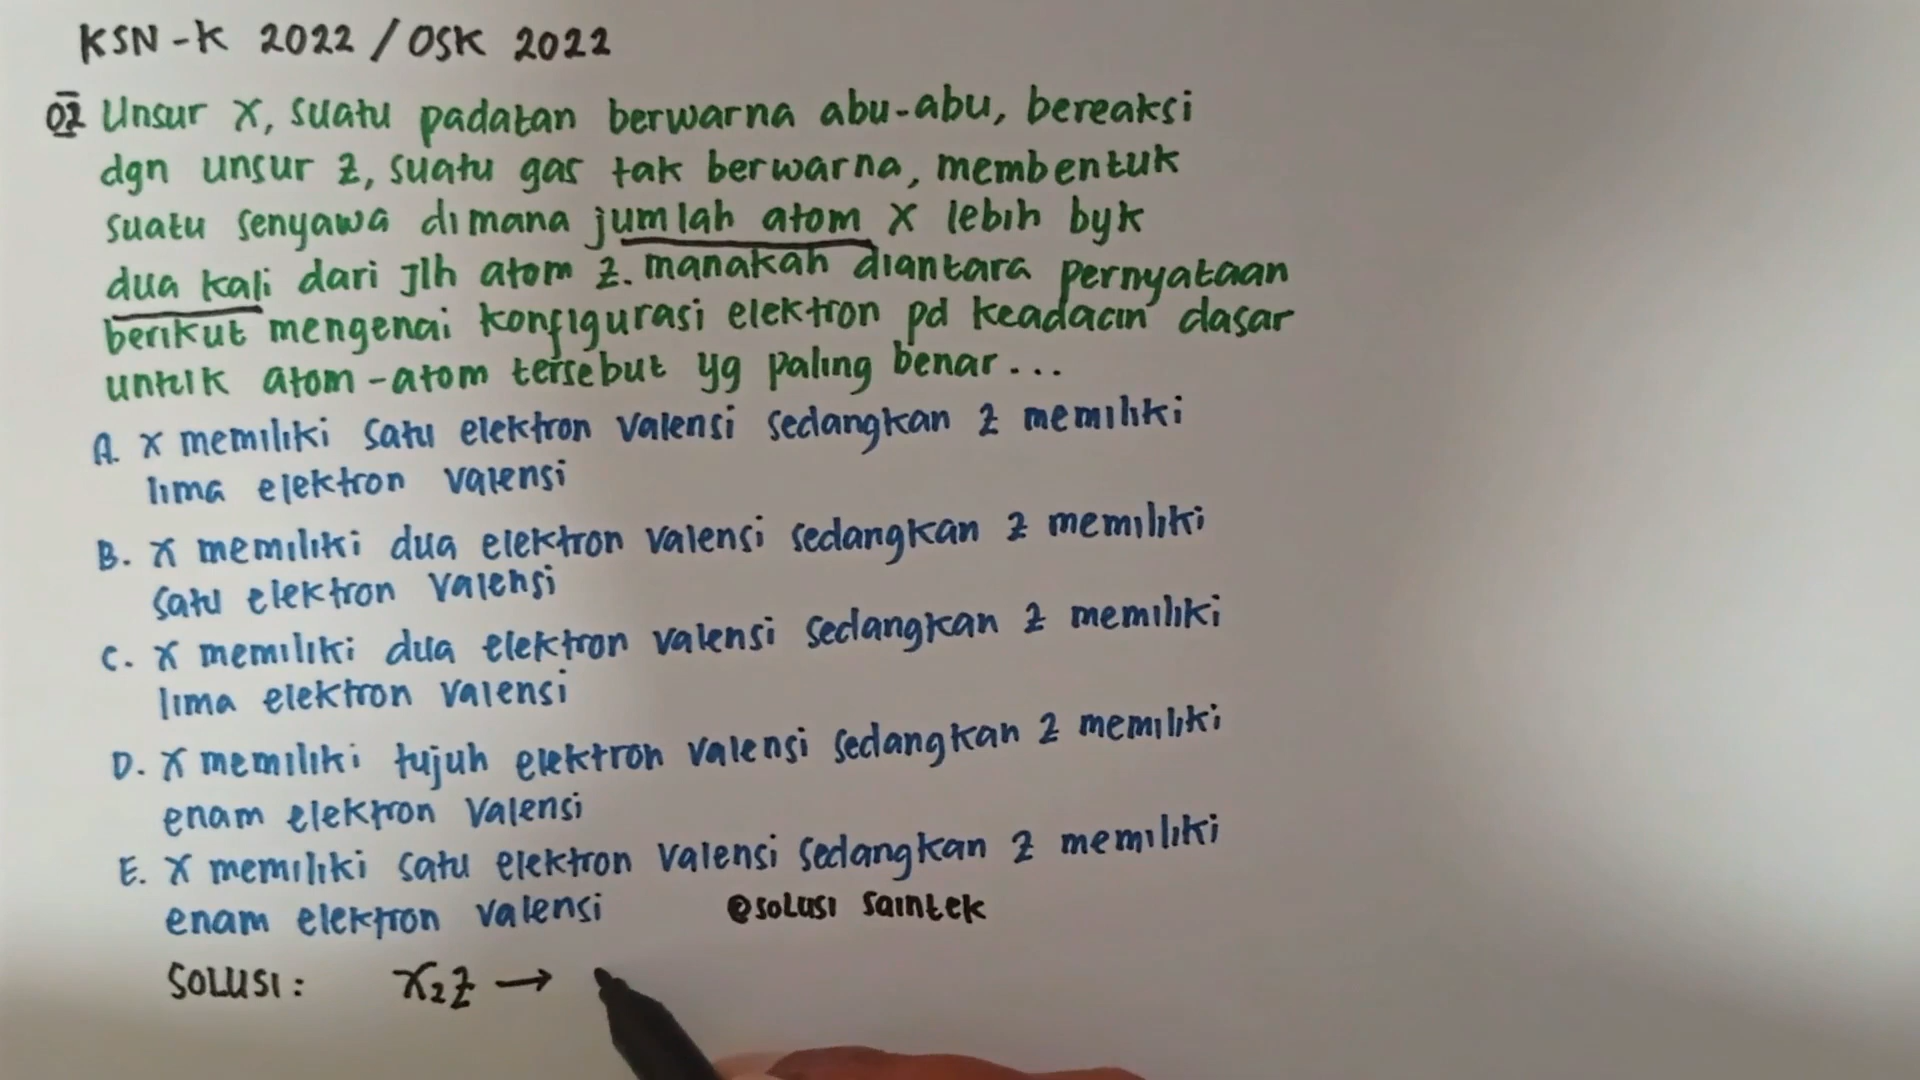 KSN-K 2022 / OSK 2022
02 Unsur X, suatu padatan berwarna abu-abu, bereaksi
dgn unsur Z, suatu gas tak berwarna, membentuk
suatu senyawa dimana jumlah atom X lebih byk
dua kali dari Jlh atom Z. manakah diantara pernyataan
berikut mengenai konfigurasi elektron pd keadaan dasar
untuk atom-atom tersebut yg paling benar...
A. X memiliki satu elektron valensi sedangkan Z memiliki
lima elektron valensi
B. X memiliki dua elektron valensi sedangkan Z memiliki
satu elektron valensi
C. X memiliki dua elektron valensi sedangkan Z memiliki
lima elektron valensi
D. X memiliki tujuh elektron valensi sedangkan Z memiliki
enam elektron valensi
E. X memiliki satu elektron valensi sedangkan Z memiliki
enam elektron valensi @solusi saintek
SOLUSI: X₂Z →